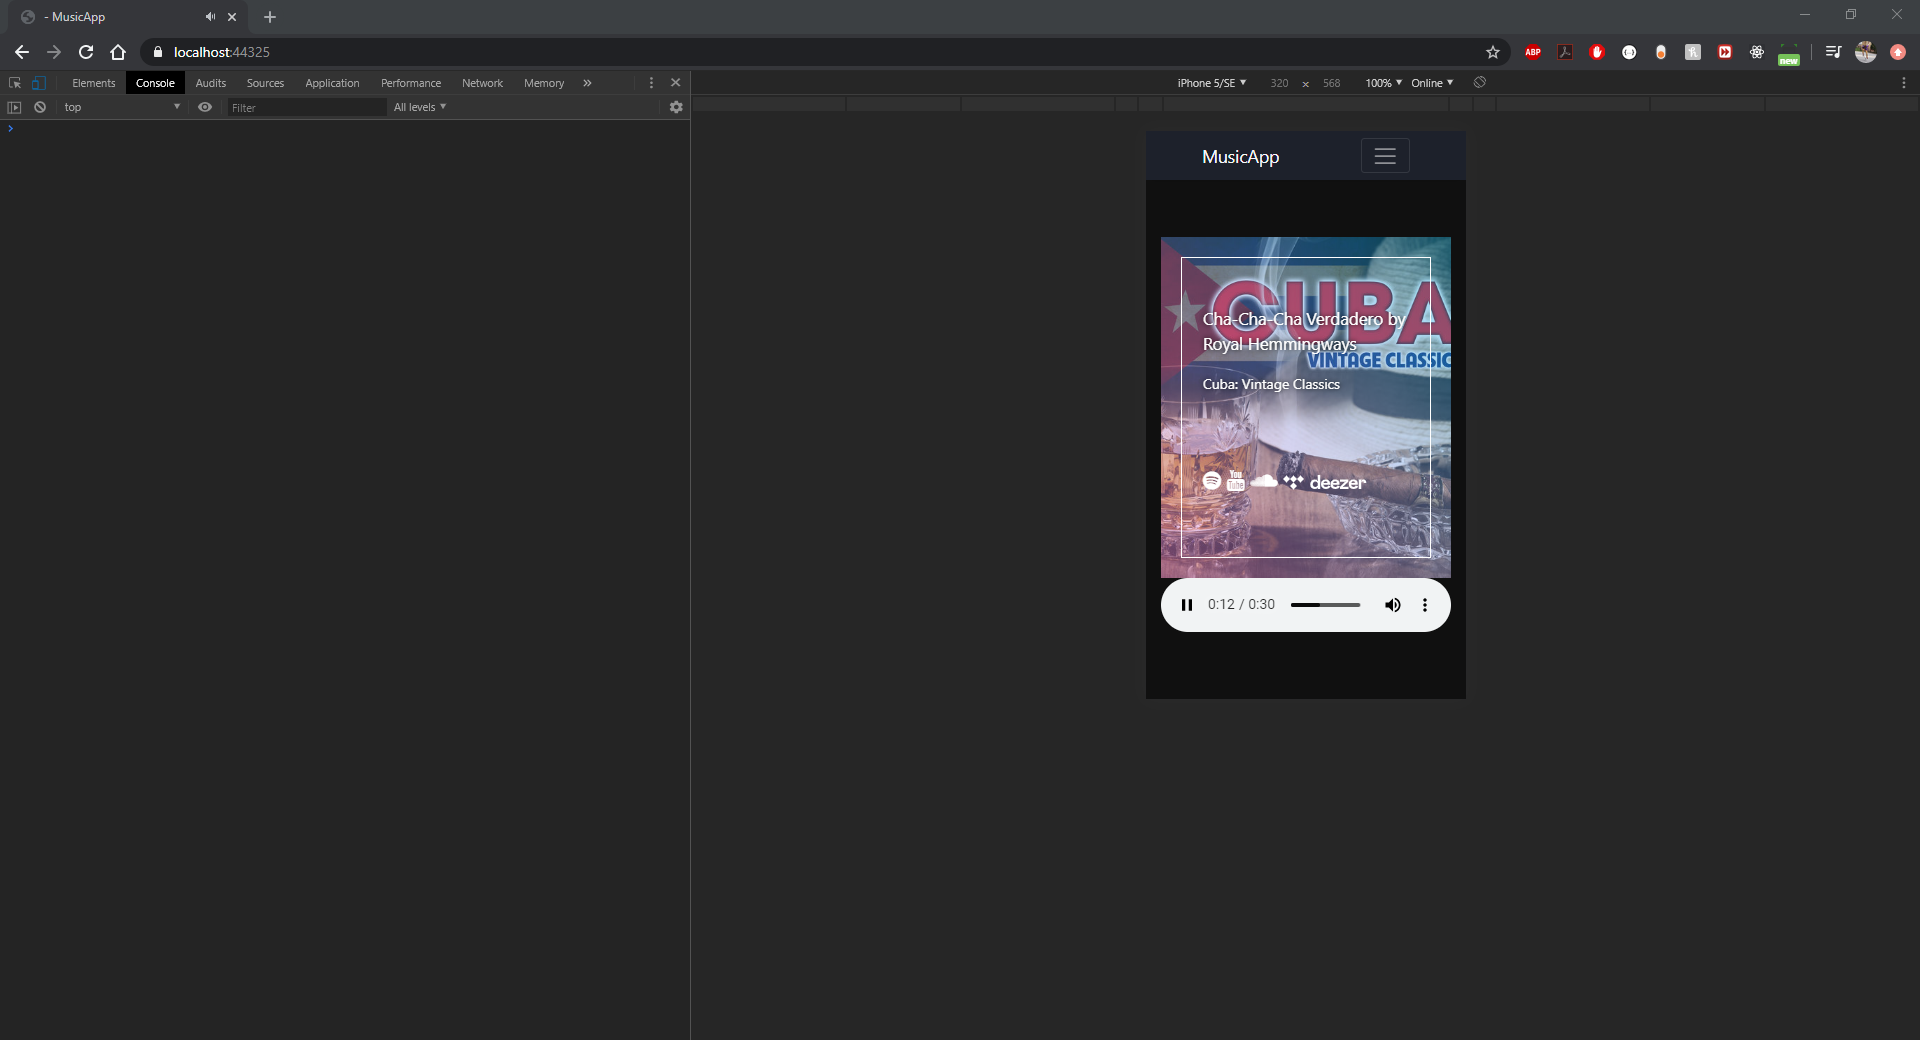 - MusicApp
localhost:44325
ABP
new
Elements Console Audits Sources Application Performance Network Memory »
iPhone 5/SE 320 × 568 100% Online
top Filter All levels
MusicApp
CUBA
VINTAGE CLASSIC
Cha-Cha-Cha Verdadero by
Royal Hemmingways
Cuba: Vintage Classics
You
Tube
deezer
0:12 / 0:30